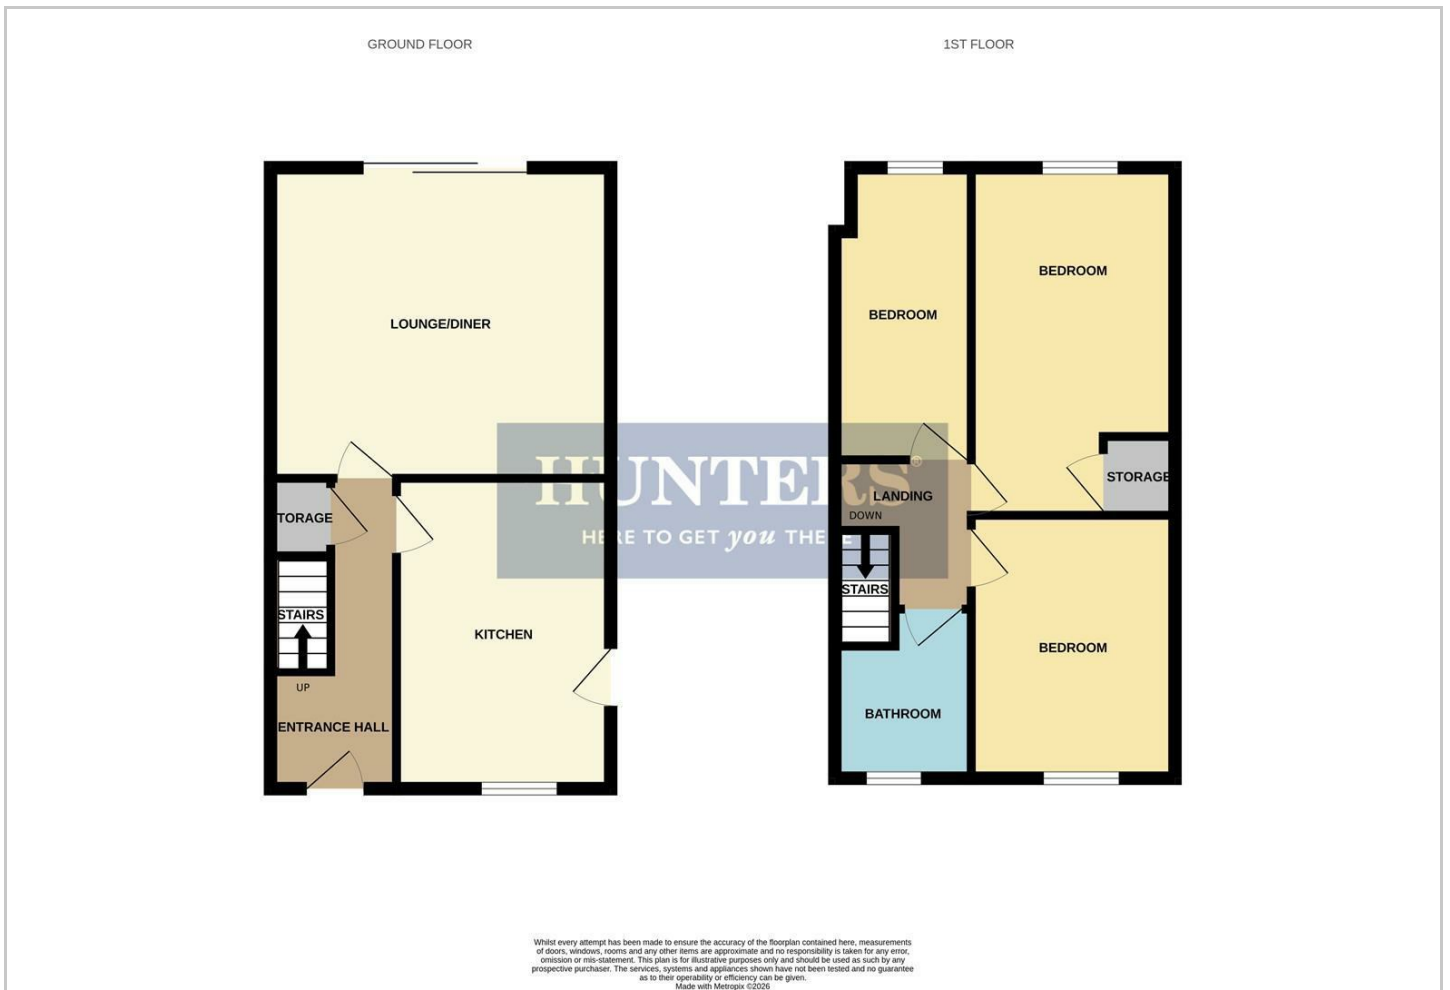 GROUND FLOOR
1ST FLOOR
LOUNGE/DINER
BEDROOM
BEDROOM
HUNTERS®
HERE TO GET you THE E
STORAGE
LANDING
DOWN
TORAGE
STAIRS
STAIRS
KITCHEN
BEDROOM
UP
BATHROOM
ENTRANCE HALL
Whilst every attempt has been made to ensure the accuracy of the floorplan contained here, measurements
of doors, windows, rooms and any other items are approximate and no responsibility is taken for any error,
omission or mis-statement. This plan is for illustrative purposes only and should be used as such by any
prospective purchaser. The services, systems and appliances shown have not been tested and no guarantee
as to their operability or efficiency can be given.
Made with Metropix ©2026